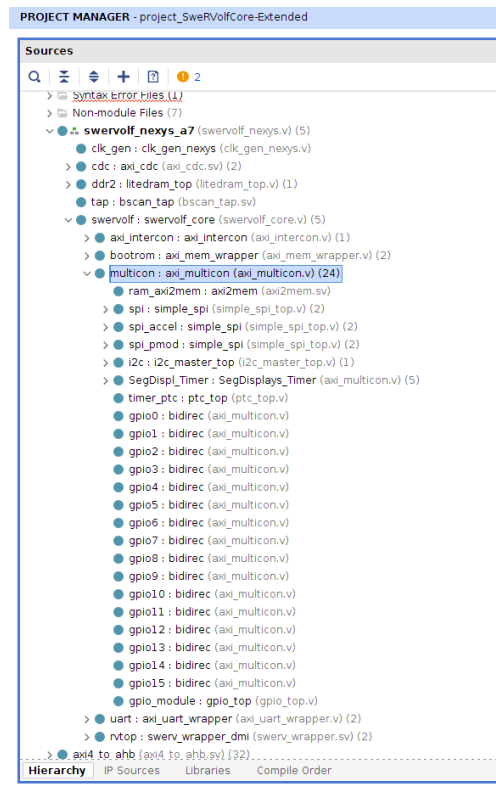 PROJECT MANAGER - project_SweRVolfCore-Extended
Sources
2
Syntax Error Files (1)
Non-module Files (7)
swervolf_nexys_a7 (swervolf_nexys.v) (5)
clk_gen : clk_gen_nexys (clk_gen_nexys.v)
cdc : axi_cdc (axi_cdc.sv) (2)
ddr2 : litedram_top (litedram_top.v) (1)
tap : bscan_tap (bscan_tap.sv)
swervolf : swervolf_core (swervolf_core.v) (5)
axi_intercon : axi_intercon (axi_intercon.v) (1)
bootrom : axi_mem_wrapper (axi_mem_wrapper.v) (2)
multicon : axi_multicon (axi_multicon.v) (24)
ram_axi2mem : axi2mem (axi2mem.sv)
spi : simple_spi (simple_spi_top.v) (2)
spi_accel : simple_spi (simple_spi_top.v) (2)
spi_pmod : simple_spi (simple_spi_top.v) (2)
i2c : i2c_master_top (i2c_master_top.v) (1)
SegDispl_Timer : SegDisplays_Timer (axi_multicon.v) (5)
timer_ptc : ptc_top (ptc_top.v)
gpio0 : bidirec (axi_multicon.v)
gpio1 : bidirec (axi_multicon.v)
gpio2 : bidirec (axi_multicon.v)
gpio3 : bidirec (axi_multicon.v)
gpio4 : bidirec (axi_multicon.v)
gpio5 : bidirec (axi_multicon.v)
gpio6 : bidirec (axi_multicon.v)
gpio7 : bidirec (axi_multicon.v)
gpio8 : bidirec (axi_multicon.v)
gpio9 : bidirec (axi_multicon.v)
gpio10 : bidirec (axi_multicon.v)
gpio11 : bidirec (axi_multicon.v)
gpio12 : bidirec (axi_multicon.v)
gpio13 : bidirec (axi_multicon.v)
gpio14 : bidirec (axi_multicon.v)
gpio15 : bidirec (axi_multicon.v)
gpio_module : gpio_top (gpio_top.v)
uart : axi_uart_wrapper (axi_uart_wrapper.v) (2)
rvtop : swerv_wrapper_dmi (swerv_wrapper.sv) (2)
axi4_to_ahb (axi4_to_ahb.sv) (32)
Hierarchy IP Sources Libraries Compile Order